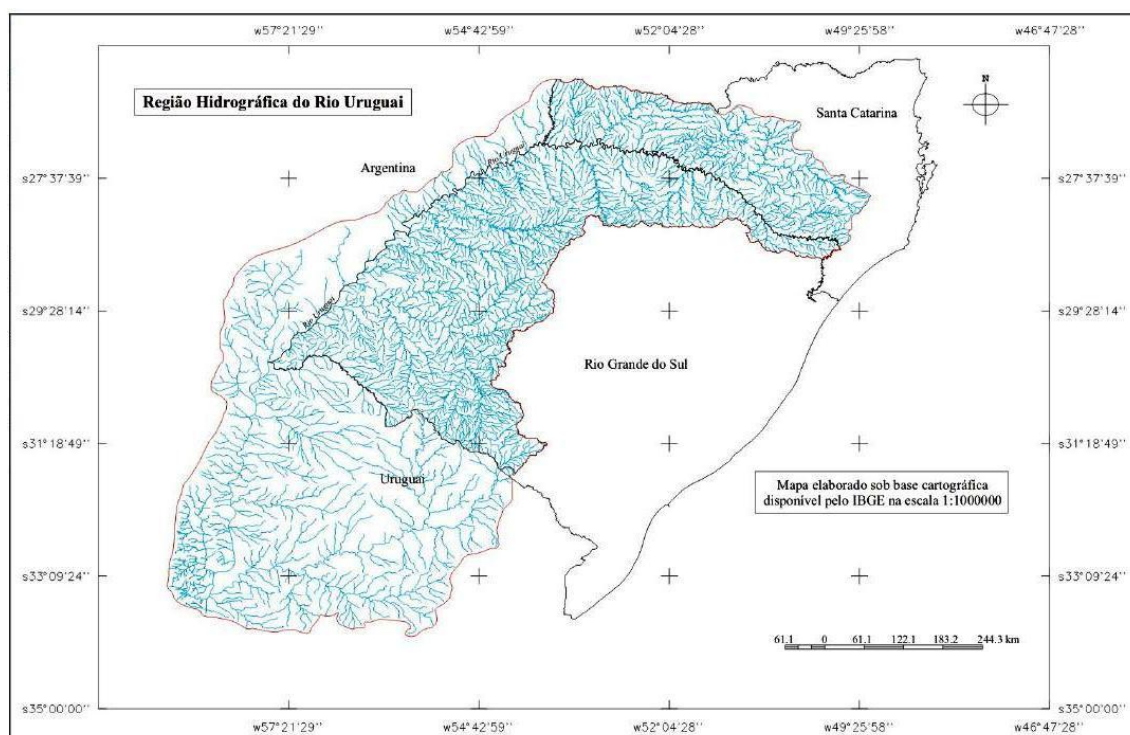 w57°21'29'' w54°42'59'' w52°04'28'' w49°25'58'' w46°47'28''
Região Hidrográfica do Rio Uruguai
N
Santa Catarina
Argentina
Rio Uruguai
s27°37'39'' s27°37'39''
Rio Uruguai
s29°28'14'' s29°28'14''
Rio Grande do Sul
s31°18'49'' s31°18'49''
Uruguai
Mapa elaborado sob base cartográfica
disponível pelo IBGE na escala 1:1000000
s33°09'24'' s33°09'24''
61.1 0 61.1 122.1 183.2 244.3 km
s35°00'00'' s35°00'00''
w57°21'29'' w54°42'59'' w52°04'28'' w49°25'58'' w46°47'28''